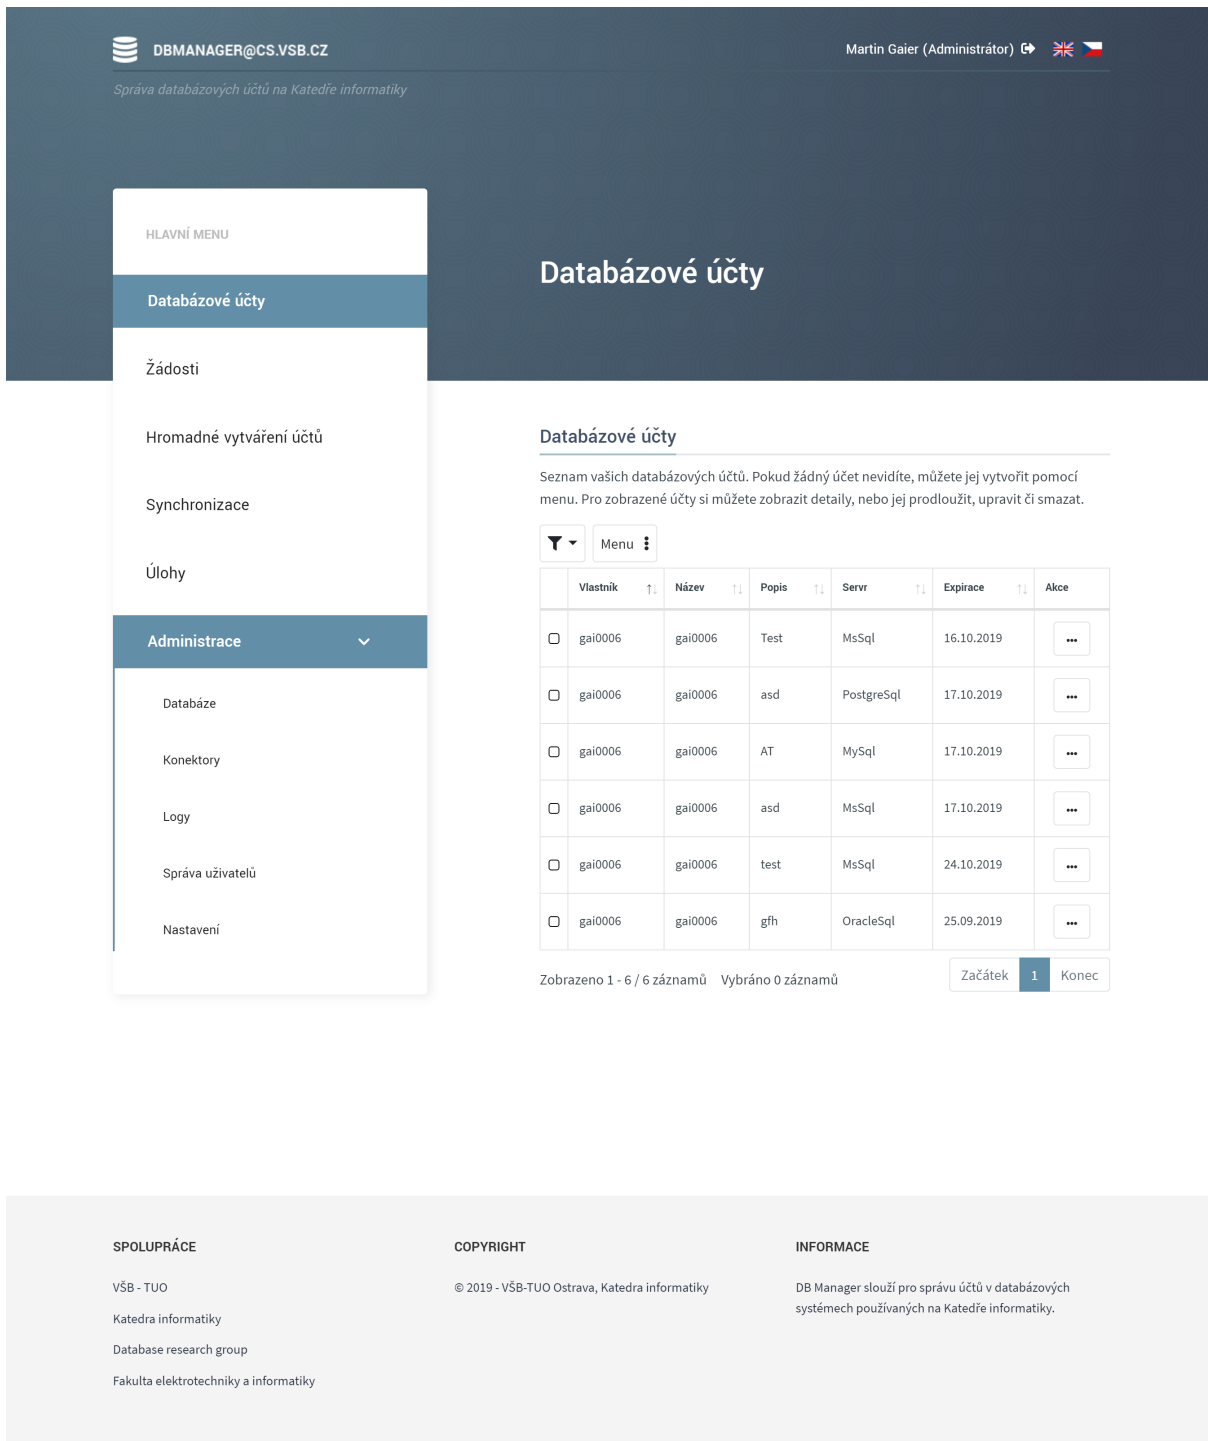 DBMANAGER@CS.VSB.CZ
Martin Gaier (Administrátor)
Správa databázových účtů na Katedře informatiky
HLAVNÍ MENU
Databázové účty
Žádosti
Hromadné vytváření účtů
Synchronizace
Úlohy
Administrace
Databáze
Konektory
Logy
Správa uživatelů
Nastavení
Databázové účty
Databázové účty
Seznam vašich databázových účtů. Pokud žádný účet nevidíte, můžete jej vytvořit pomocí
menu. Pro zobrazené účty si můžete zobrazit detaily, nebo jej prodloužit, upravit či smazat.
Menu
Vlastník Název Popis Servr Expirace Akce
gai0006 gai0006 Test MsSql 16.10.2019
gai0006 gai0006 asd PostgreSql 17.10.2019
gai0006 gai0006 AT MySql 17.10.2019
gai0006 gai0006 asd MsSql 17.10.2019
gai0006 gai0006 test MsSql 24.10.2019
gai0006 gai0006 gfh OracleSql 25.09.2019
Zobrazeno 1 - 6 / 6 záznamů Vybráno 0 záznamů
Začátek 1 Konec
SPOLUPRÁCE
VŠB - TUO
Katedra informatiky
Database research group
Fakulta elektrotechniky a informatiky
COPYRIGHT
© 2019 - VŠB-TUO Ostrava, Katedra informatiky
INFORMACE
DB Manager slouží pro správu účtů v databázových
systémech používaných na Katedře informatiky.